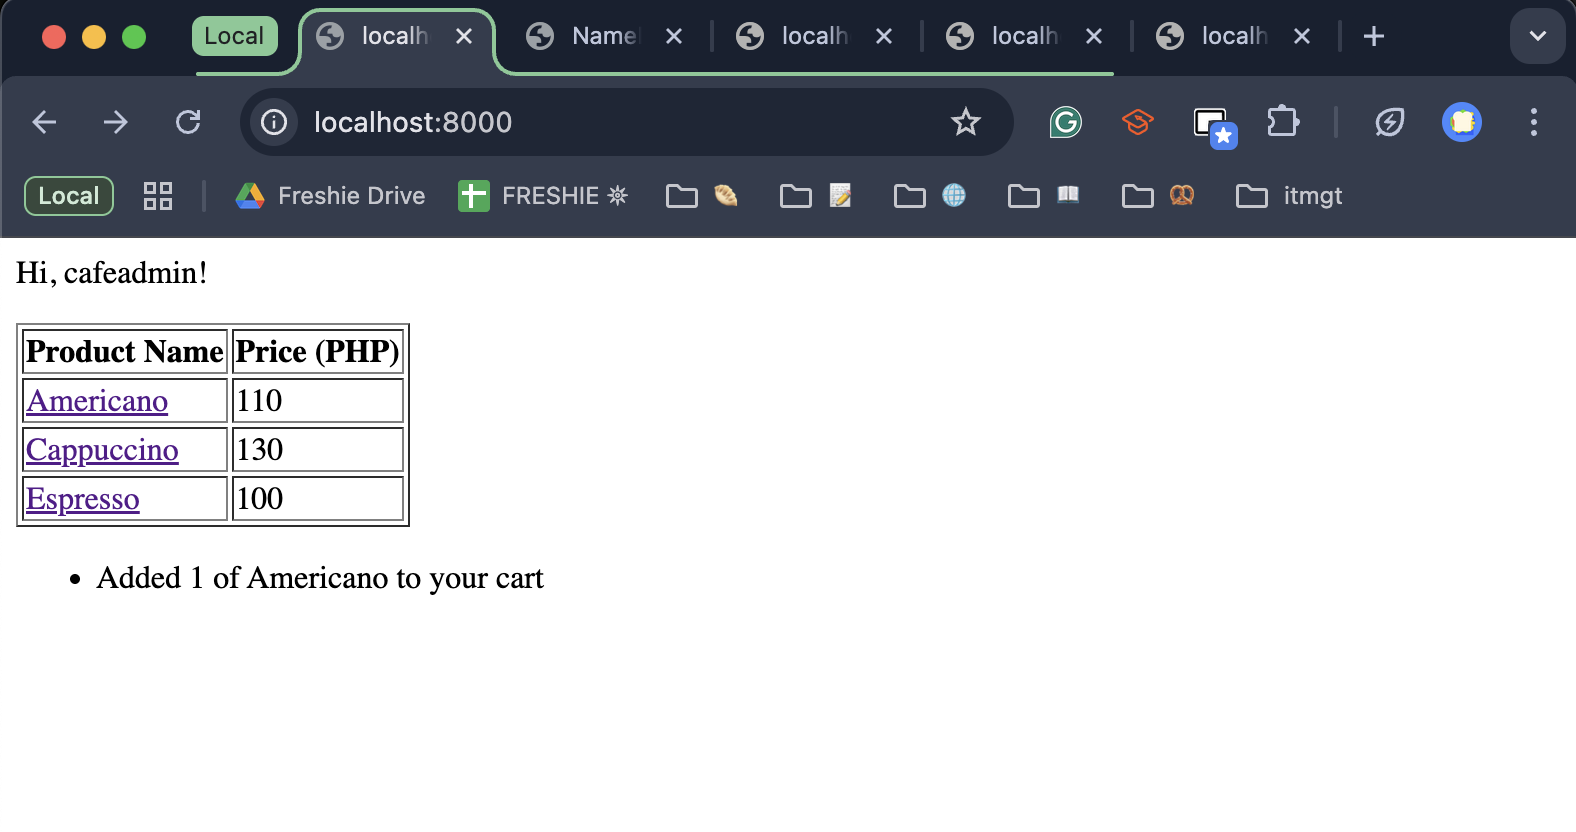 Local localh Name localh localh localh
localhost:8000
Local Freshie Drive FRESHIE itmgt
Hi, cafeadmin!
Product Name Price (PHP)
Americano 110
Cappuccino 130
Espresso 100
• Added 1 of Americano to your cart